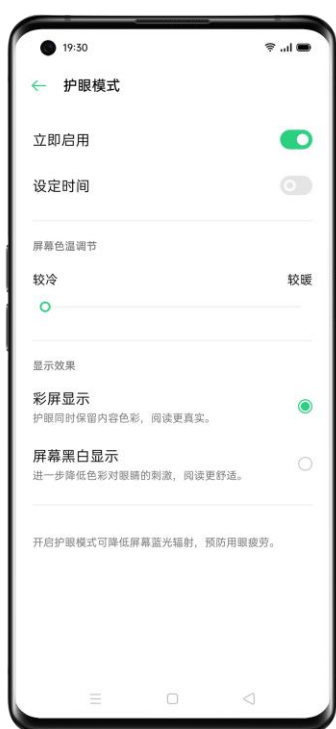 19:30
护眼模式
立即启用
设定时间
屏幕色温调节
较冷 较暖
显示效果
彩屏显示
护眼同时保留内容色彩，阅读更真实。
屏幕黑白显示
进一步降低色彩对眼睛的刺激，阅读更舒适。
开启护眼模式可降低屏幕蓝光辐射，预防用眼疲劳。